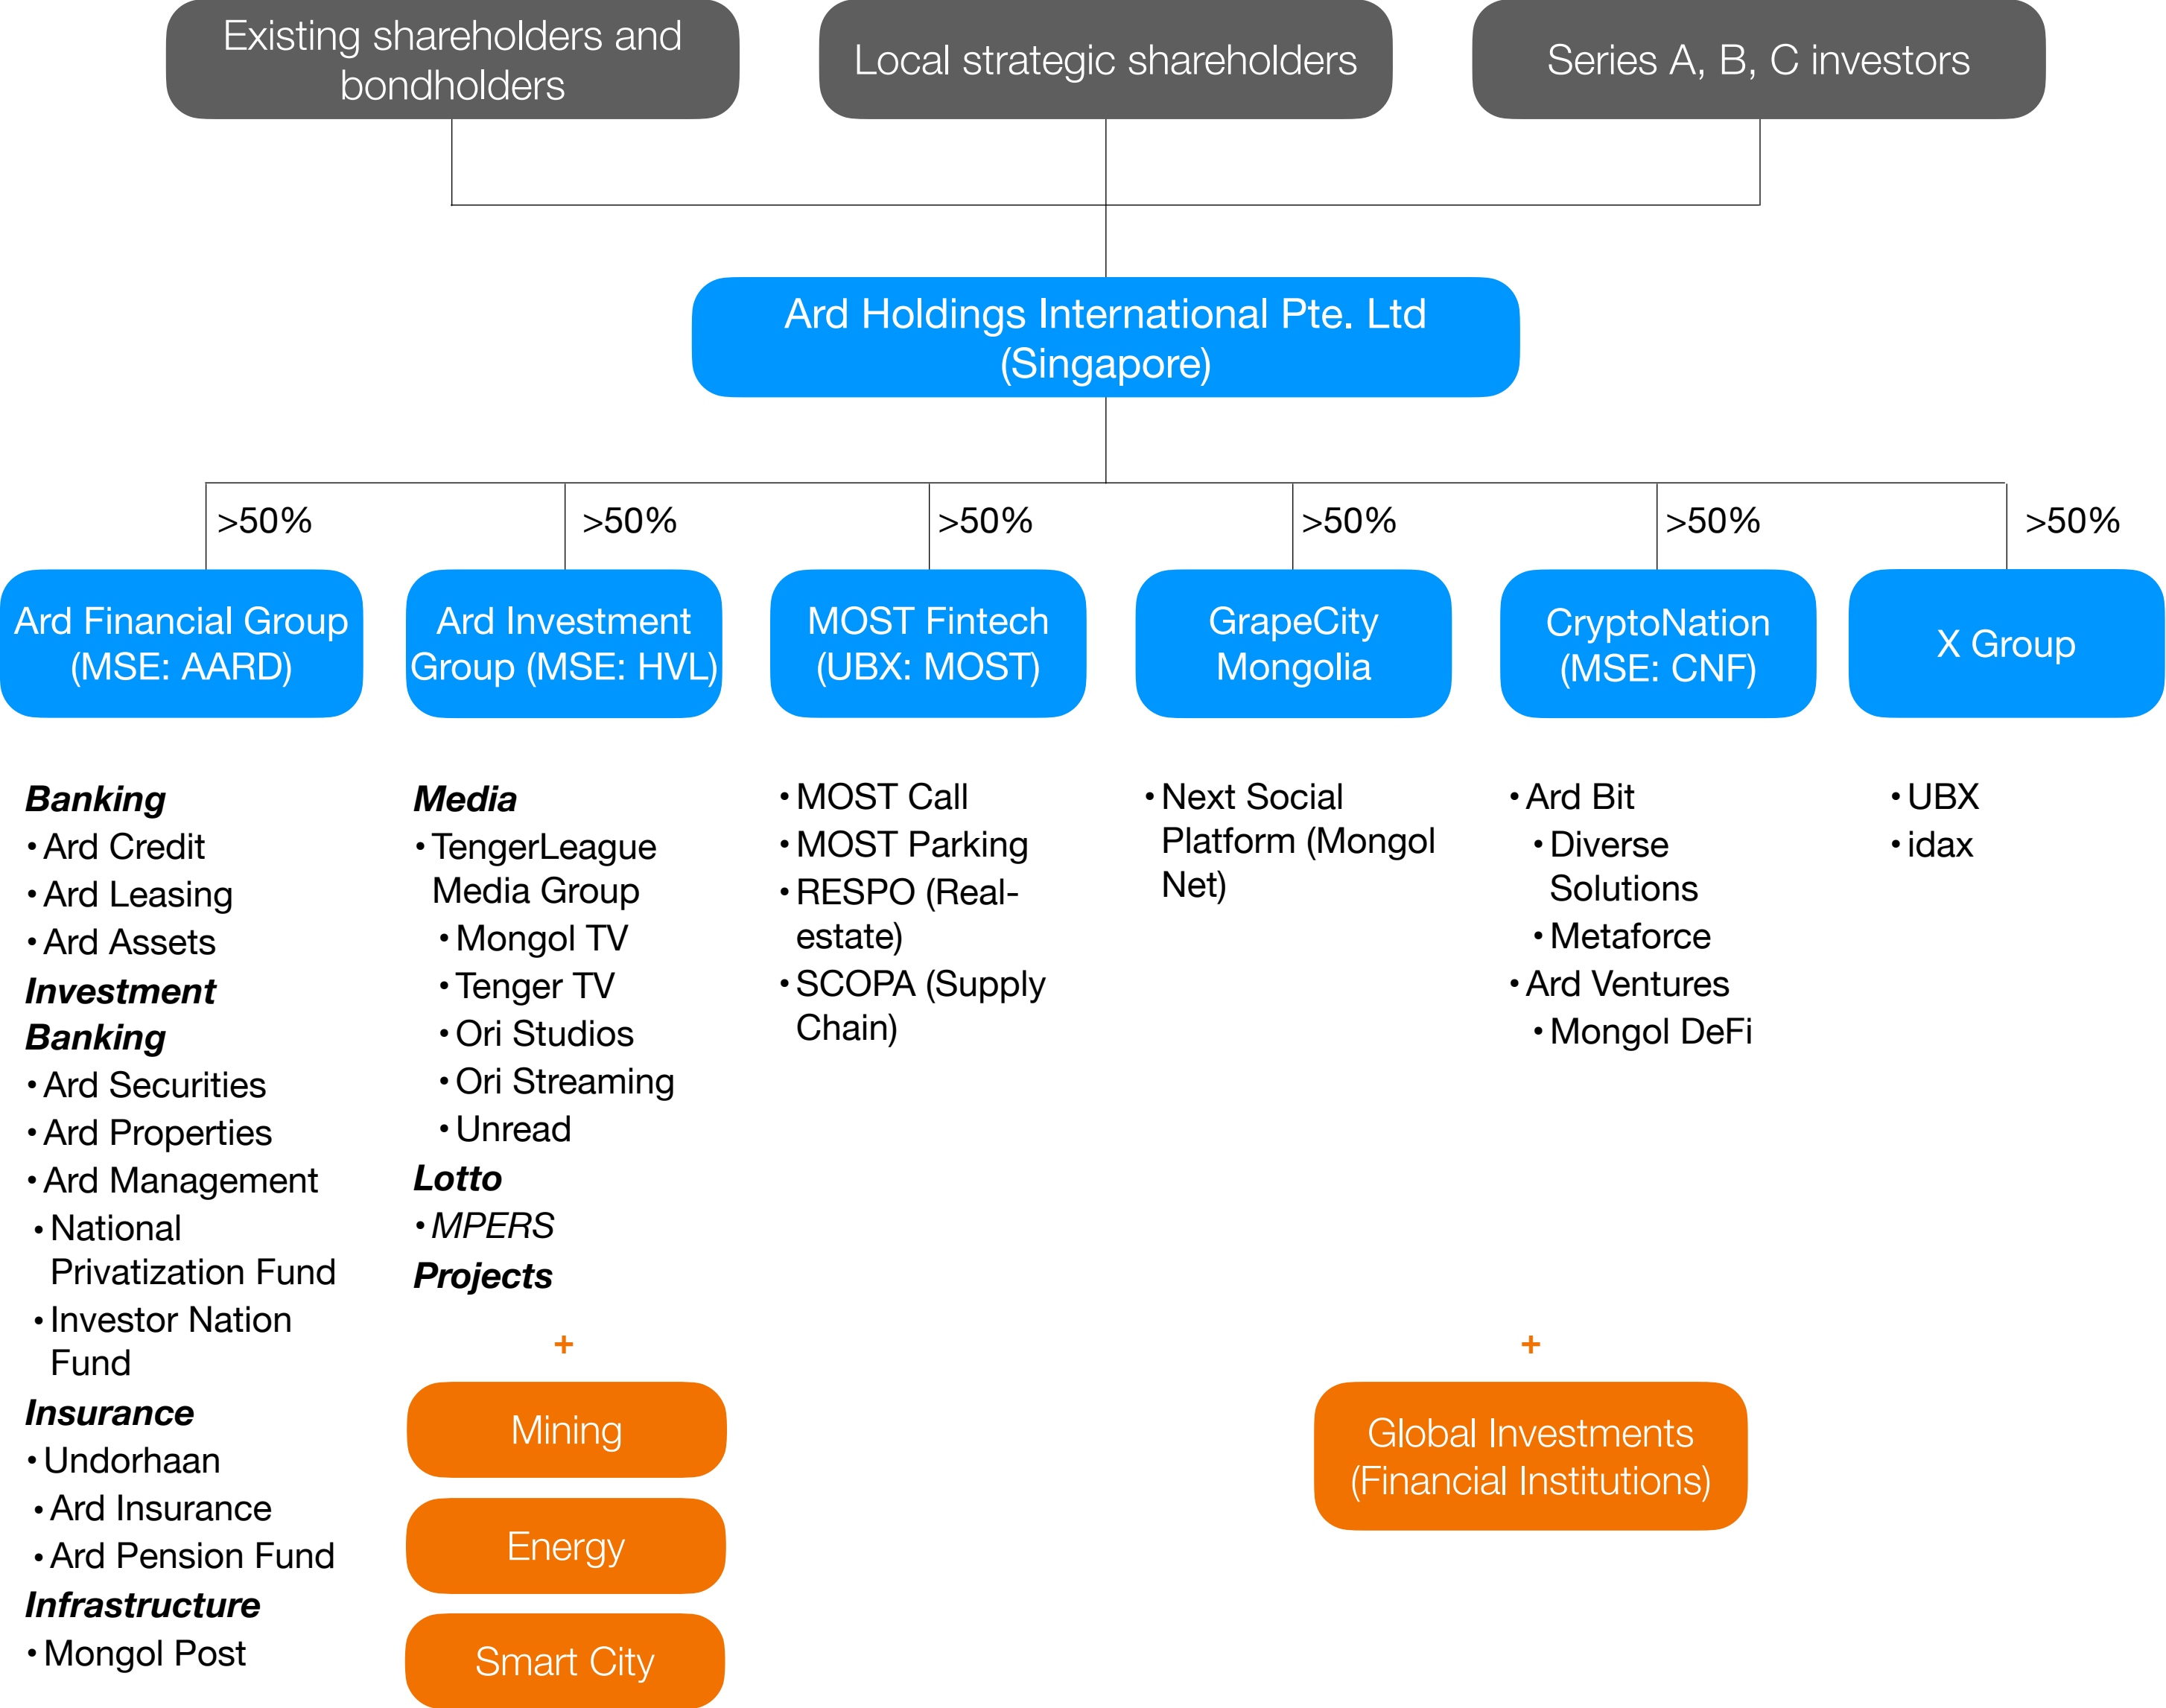 Existing shareholders and
bondholders
Local strategic shareholders
Series A, B, C investors
Ard Holdings International Pte. Ltd
(Singapore)
>50%
>50%
>50%
>50%
>50%
>50%
Ard Financial Group
(MSE: AARD)
Ard Investment
Group (MSE: HVL)
MOST Fintech
(UBX: MOST)
GrapeCity
Mongolia
CryptoNation
(MSE: CNF)
X Group
Banking
• Ard Credit
• Ard Leasing
• Ard Assets
Investment
Banking
• Ard Securities
• Ard Properties
• Ard Management
• National
Privatization Fund
• Investor Nation
Fund
Insurance
• Undorhaan
• Ard Insurance
• Ard Pension Fund
Infrastructure
• Mongol Post
Media
• TengerLeague
Media Group
• Mongol TV
• Tenger TV
• Ori Studios
• Ori Streaming
• Unread
Lotto
• MPERS
Projects
+
Mining
Energy
Smart City
• MOST Call
• MOST Parking
• RESPO (Real-
estate)
• SCOPA (Supply
Chain)
• Next Social
Platform (Mongol
Net)
• Ard Bit
• Diverse
Solutions
• Metaforce
• Ard Ventures
• Mongol DeFi
• UBX
• idax
+
Global Investments
(Financial Institutions)